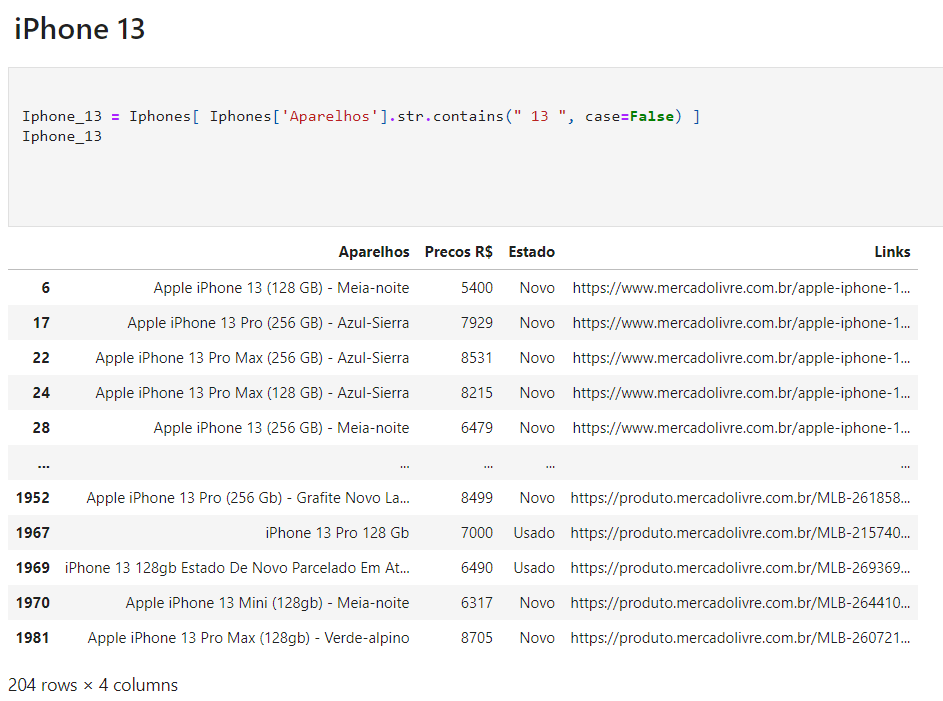 iPhone 13
Iphone_13 = Iphones[ Iphones['Aparelhos'].str.contains(" 13 ", case=False) ]
Iphone_13
Aparelhos Precos R$ Estado Links
6 Apple iPhone 13 (128 GB) - Meia-noite 5400 Novo https://www.mercadolivre.com.br/apple-iphone-1...
17 Apple iPhone 13 Pro (256 GB) - Azul-Sierra 7929 Novo https://www.mercadolivre.com.br/apple-iphone-1...
22 Apple iPhone 13 Pro Max (256 GB) - Azul-Sierra 8531 Novo https://www.mercadolivre.com.br/apple-iphone-1...
24 Apple iPhone 13 Pro Max (128 GB) - Azul-Sierra 8215 Novo https://www.mercadolivre.com.br/apple-iphone-1...
28 Apple iPhone 13 (256 GB) - Meia-noite 6479 Novo https://www.mercadolivre.com.br/apple-iphone-1...
... ... ... ... ...
1952 Apple iPhone 13 Pro (256 Gb) - Grafite Novo La... 8499 Novo https://produto.mercadolivre.com.br/MLB-261858...
1967 iPhone 13 Pro 128 Gb 7000 Usado https://produto.mercadolivre.com.br/MLB-215740...
1969 iPhone 13 128gb Estado De Novo Parcelado Em At... 6490 Usado https://produto.mercadolivre.com.br/MLB-269369...
1970 Apple iPhone 13 Mini (128gb) - Meia-noite 6317 Novo https://produto.mercadolivre.com.br/MLB-264410...
1981 Apple iPhone 13 Pro Max (128gb) - Verde-alpino 8705 Novo https://produto.mercadolivre.com.br/MLB-260721...
204 rows × 4 columns